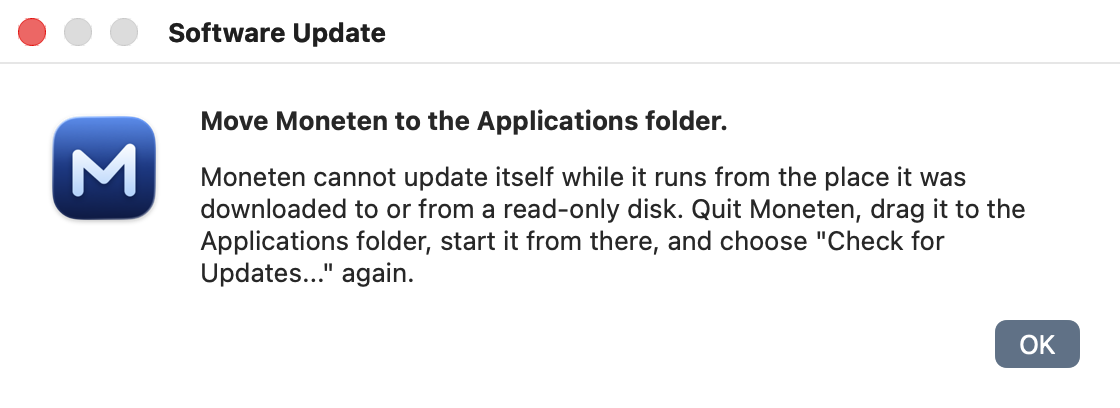 Software Update
Move Moneten to the Applications folder.
Moneten cannot update itself while it runs from the place it was
downloaded to or from a read-only disk. Quit Moneten, drag it to the
Applications folder, start it from there, and choose "Check for
Updates..." again.
OK